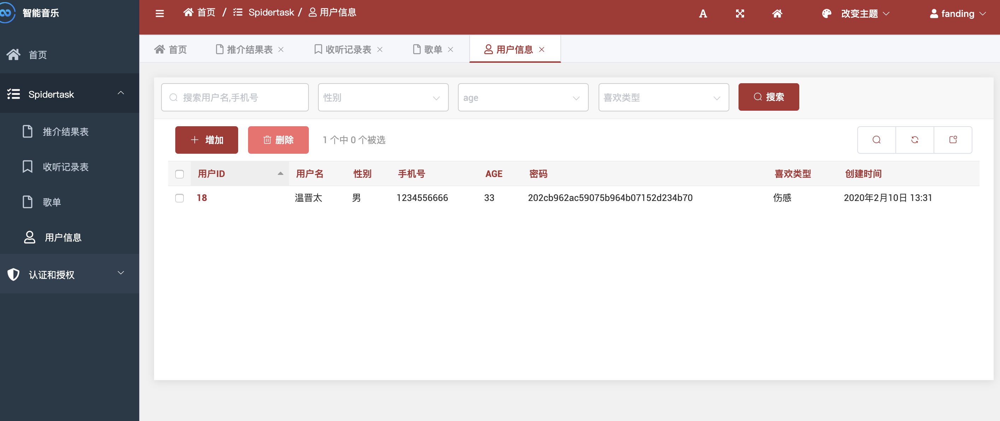 智能音乐
首页
Spidertask
推介结果表
收听记录表
歌单
用户信息
认证和授权
首页 / Spidertask / 用户信息
A 改变主题 fanding
首页 推介结果表 收听记录表 歌单 用户信息
搜索用户名,手机号 性别 age 喜欢类型 搜索
增加 删除 1 个中 0 个被选
用户ID 用户名 性别 手机号 AGE 密码 喜欢类型 创建时间
18 温晋太 男 1234556666 33 202cb962ac59075b964b07152d234b70 伤感 2020年2月10日 13:31